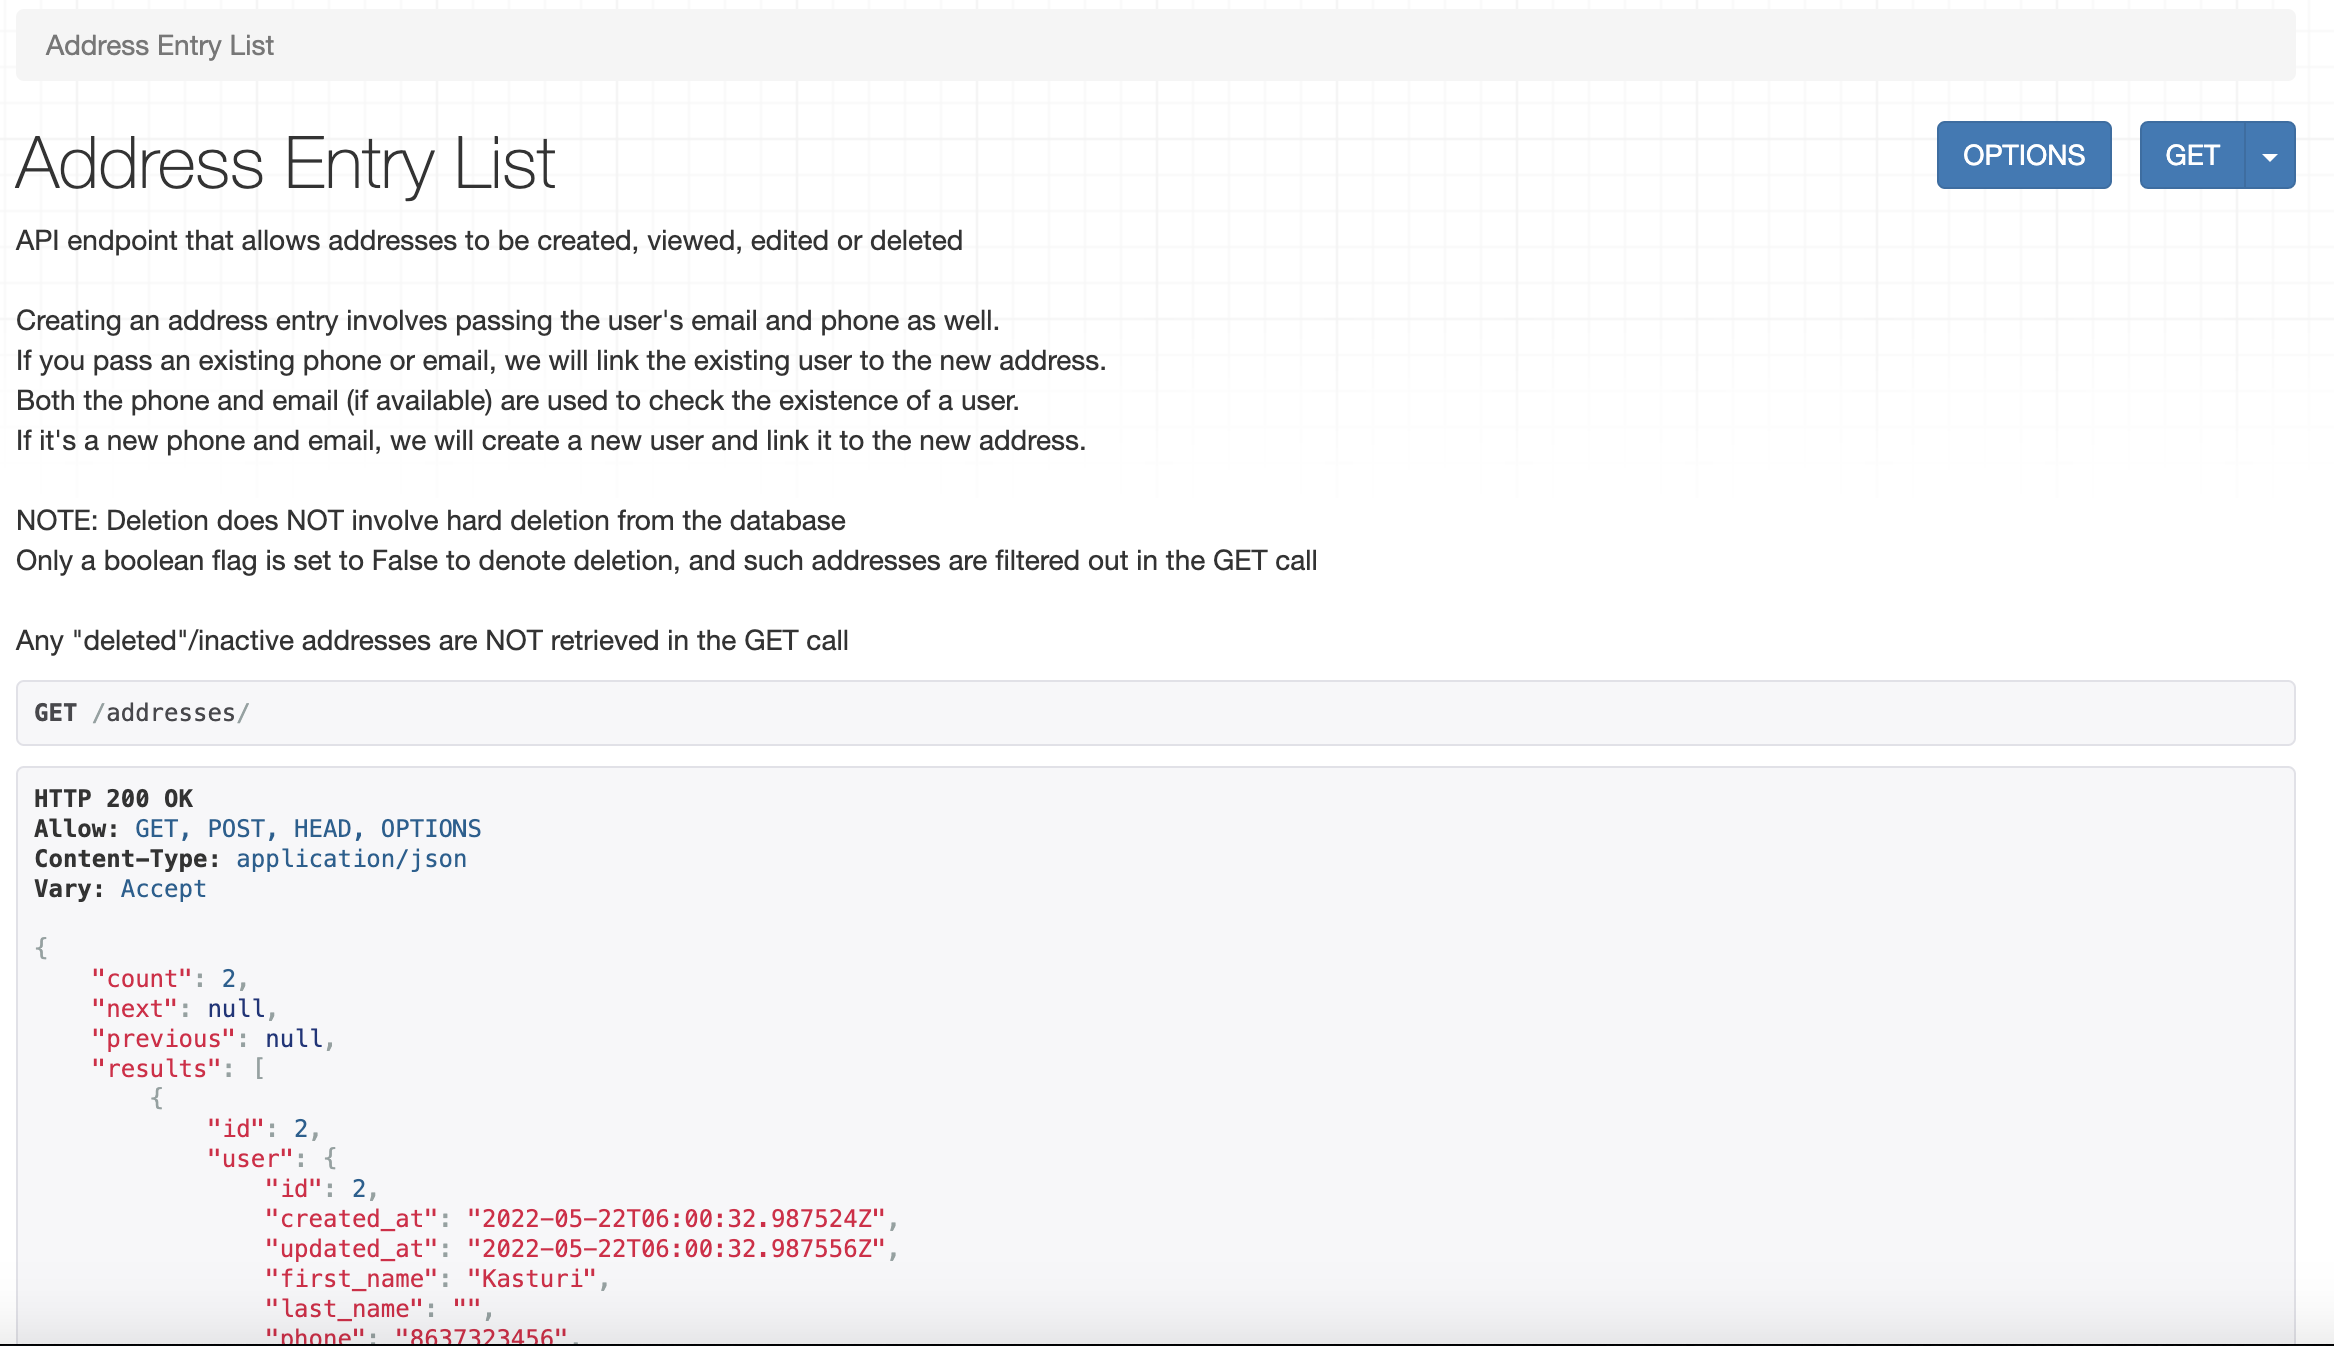 Address Entry List
Address Entry List
OPTIONS
GET
API endpoint that allows addresses to be created, viewed, edited or deleted
Creating an address entry involves passing the user's email and phone as well.
If you pass an existing phone or email, we will link the existing user to the new address.
Both the phone and email (if available) are used to check the existence of a user.
If it's a new phone and email, we will create a new user and link it to the new address.
NOTE: Deletion does NOT involve hard deletion from the database
Only a boolean flag is set to False to denote deletion, and such addresses are filtered out in the GET call
Any "deleted"/inactive addresses are NOT retrieved in the GET call
GET /addresses/
HTTP 200 OK
Allow: GET, POST, HEAD, OPTIONS
Content-Type: application/json
Vary: Accept
{
"count": 2,
"next": null,
"previous": null,
"results": [
{
"id": 2,
"user": {
"id": 2,
"created_at": "2022-05-22T06:00:32.987524Z",
"updated_at": "2022-05-22T06:00:32.987556Z",
"first_name": "Kasturi",
"last_name": "",
"phone": "8637323456",